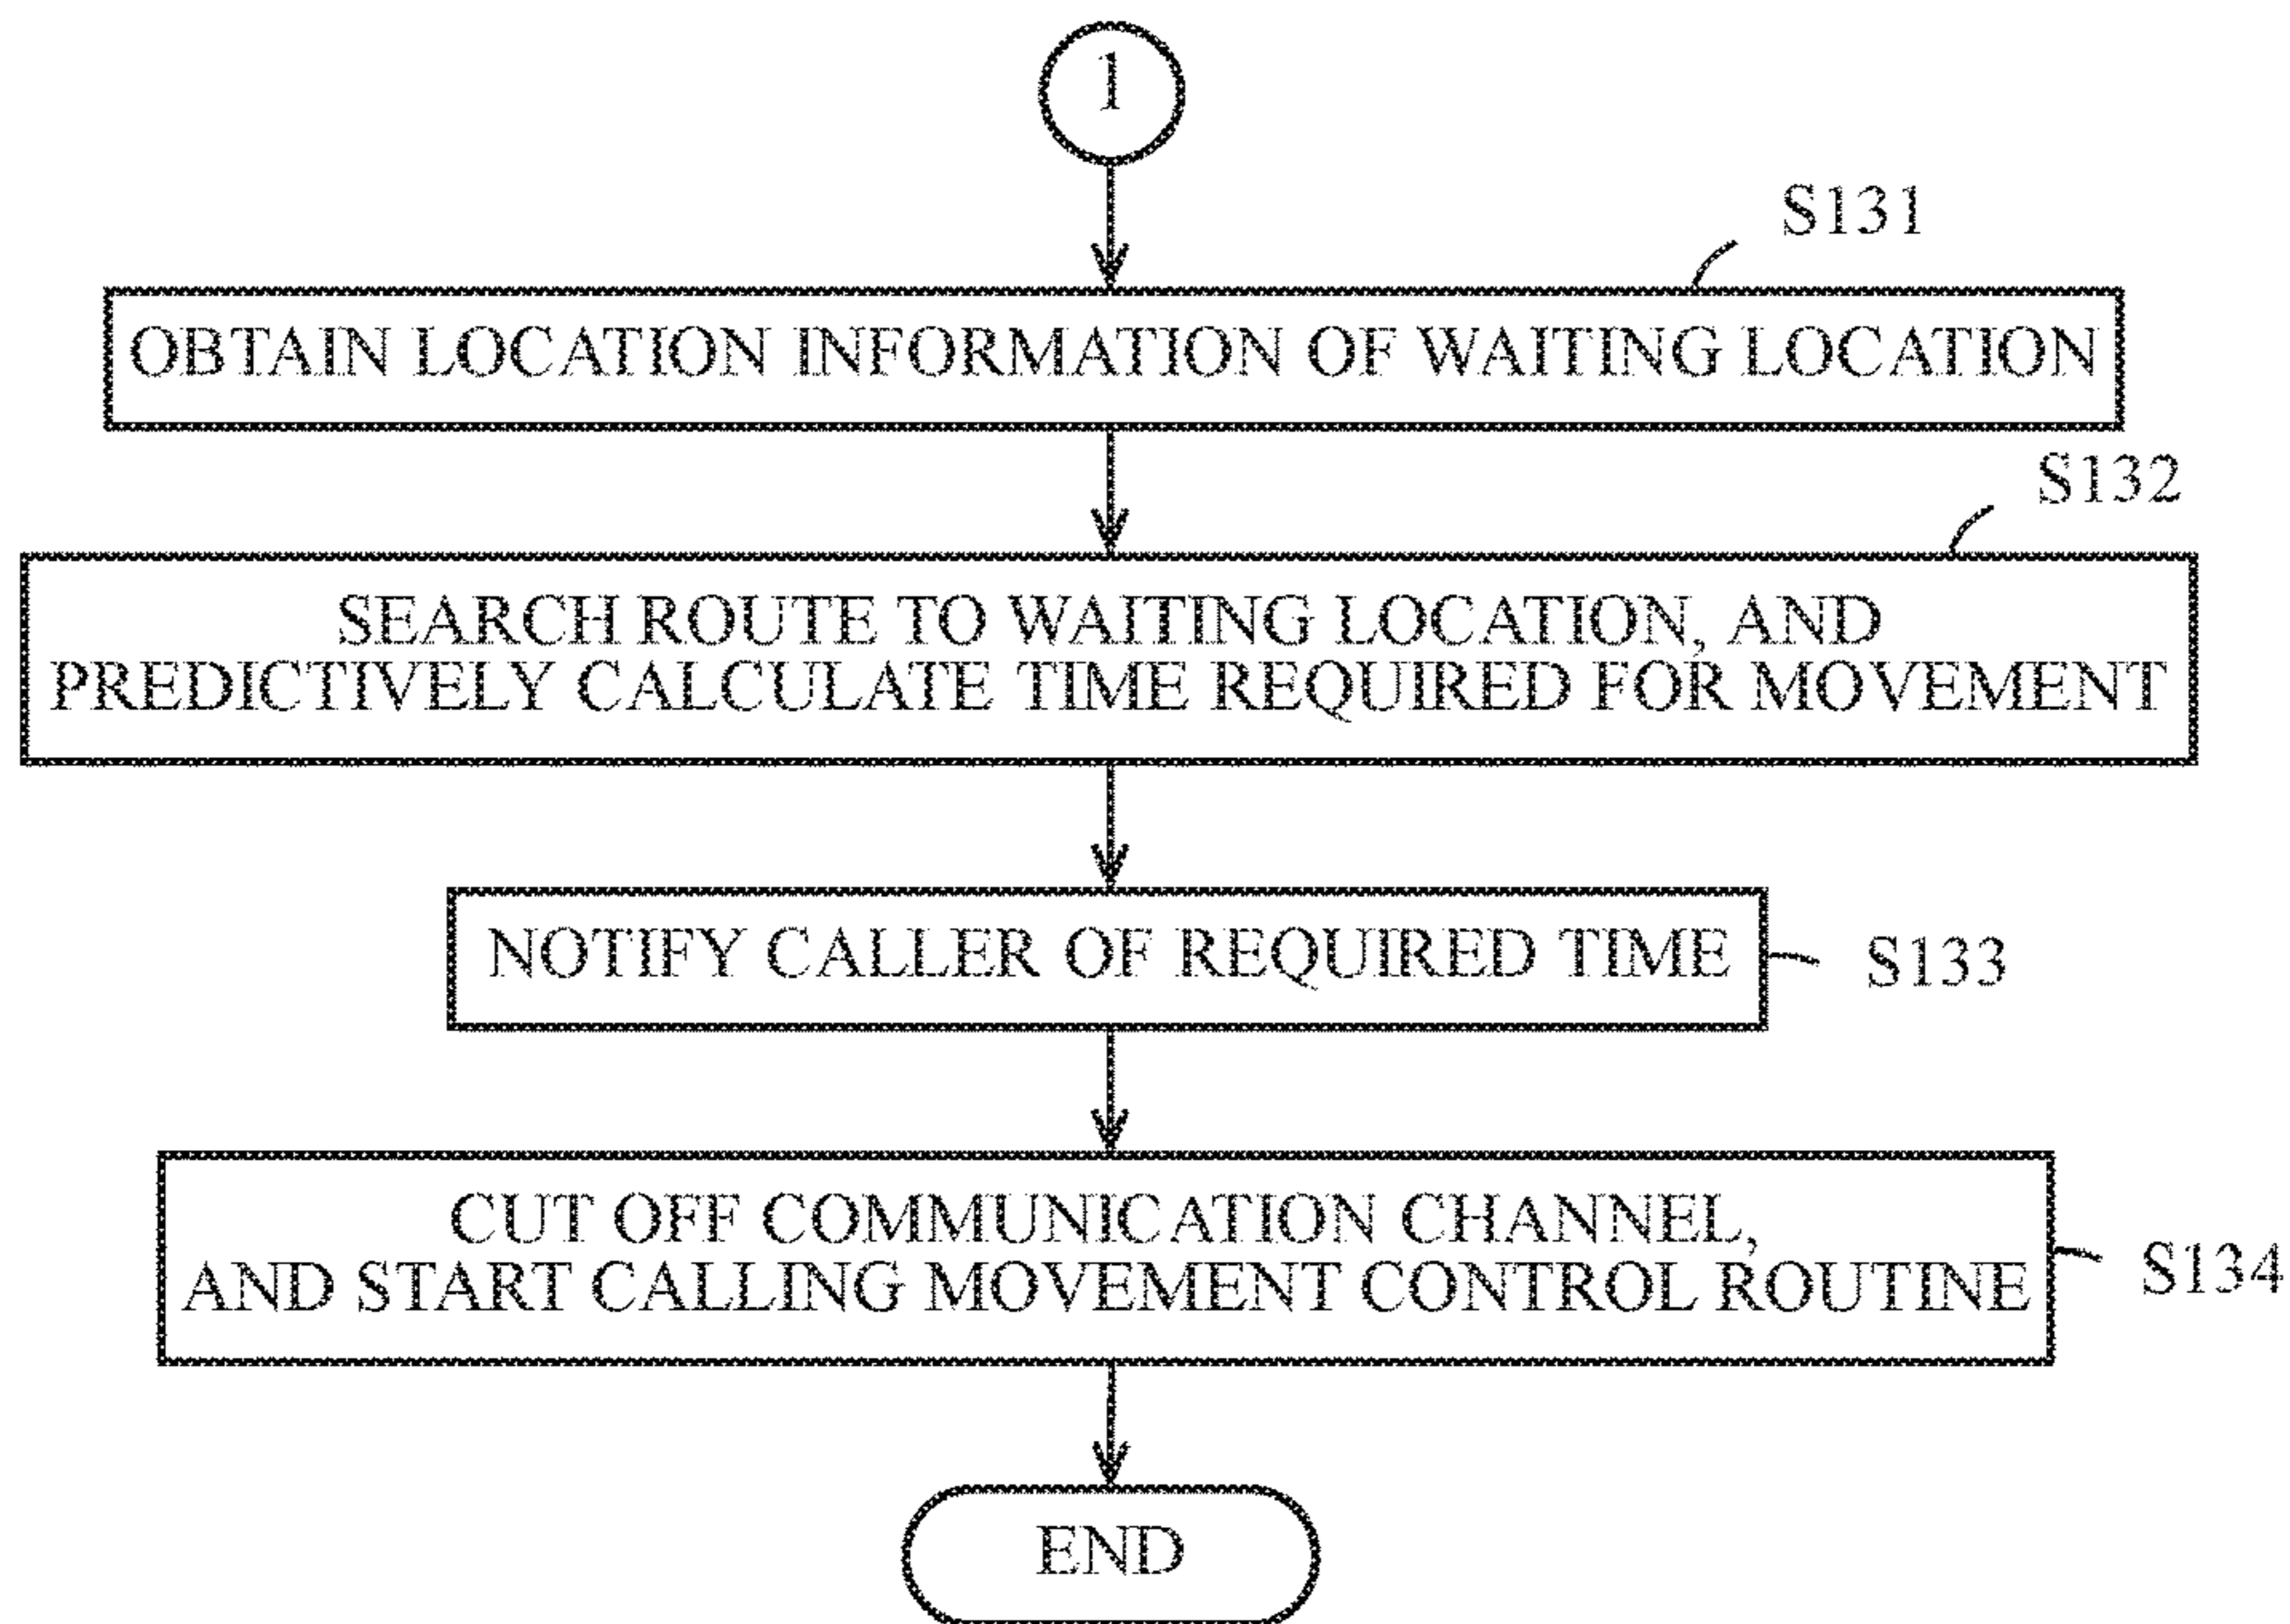 1
S131
OBTAIN LOCATION INFORMATION OF WAITING LOCATION
S132
SEARCH ROUTE TO WAITING LOCATION, AND
PREDICTIVELY CALCULATE TIME REQUIRED FOR MOVEMENT
NOTIFY CALLER OF REQUIRED TIME
S133
CUT OFF COMMUNICATION CHANNEL,
AND START CALLING MOVEMENT CONTROL ROUTINE
S134
END